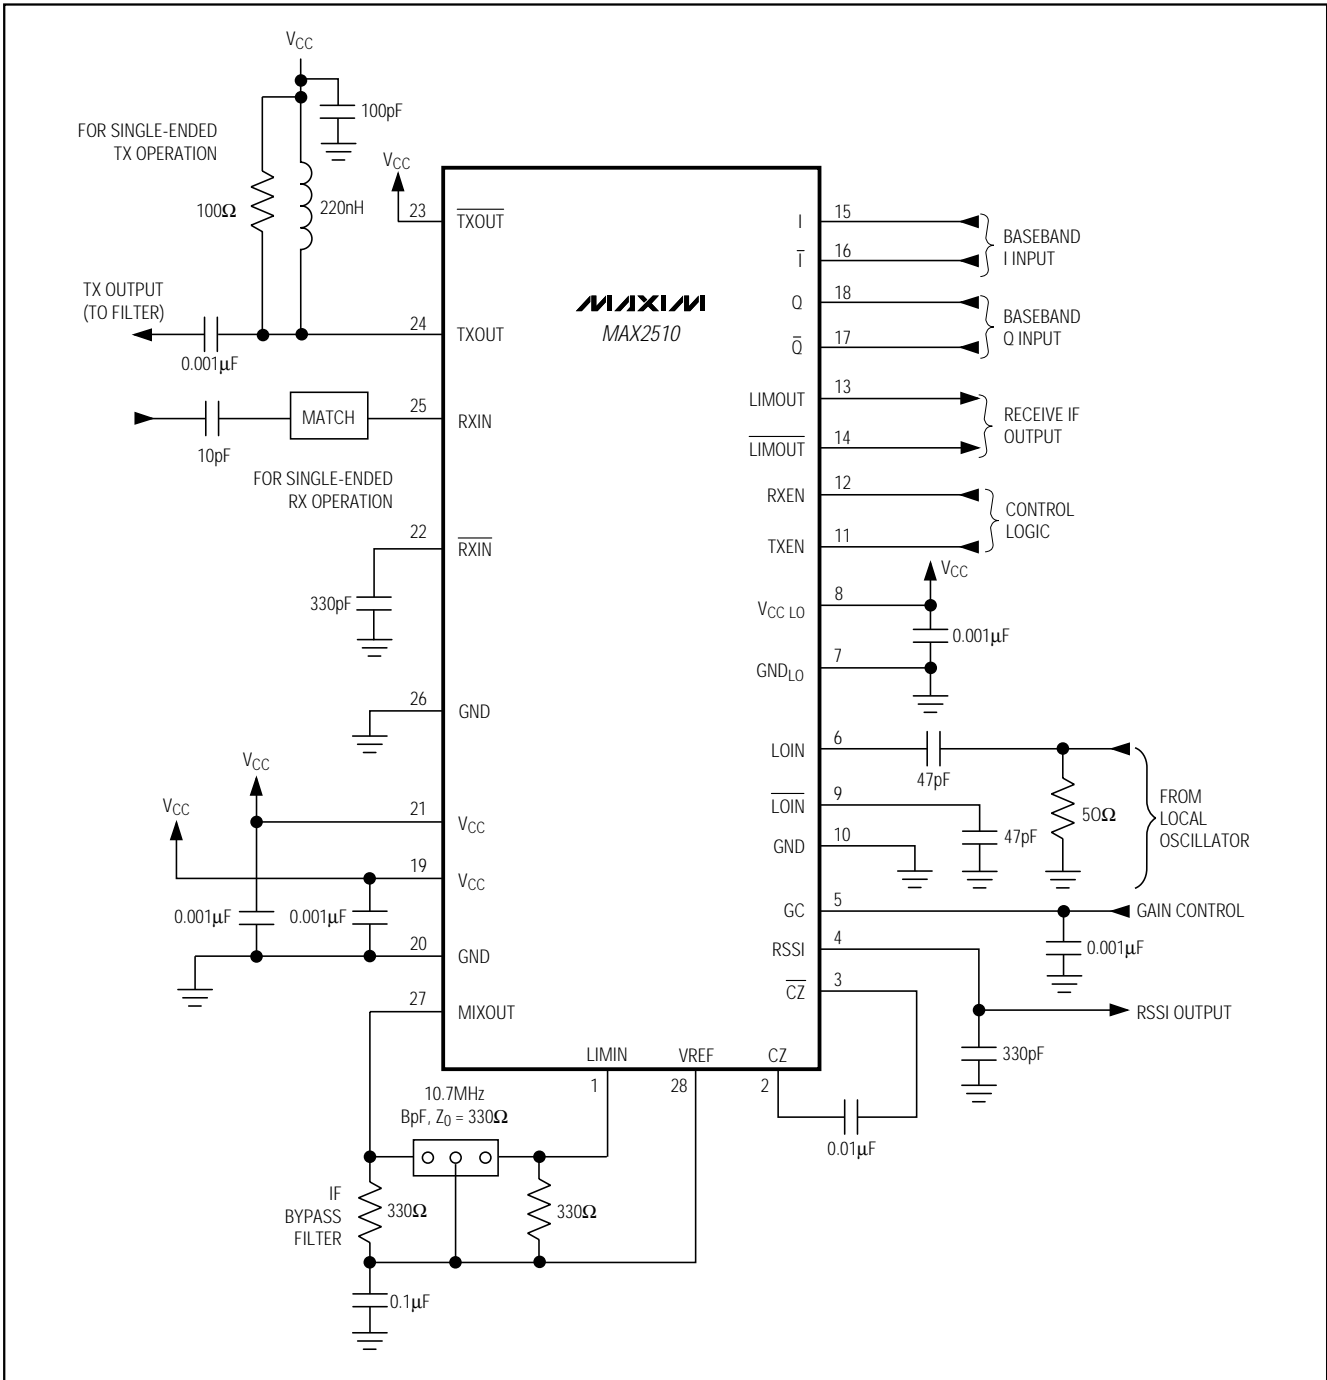 VCC
100pF
FOR SINGLE-ENDED
TX OPERATION
100Ω
220nH
VCC
23
TXOUT
TX OUTPUT
(TO FILTER)
0.001μF
24
TXOUT
MAXIM
MAX2510
10pF
MATCH
25
RXIN
FOR SINGLE-ENDED
RX OPERATION
22
RXIN
330pF
26
GND
VCC
VCC
21
VCC
19
VCC
0.001μF
0.001μF
20
GND
27
MIXOUT
I
15
I
16
BASEBAND
I INPUT
Q
18
Q
17
BASEBAND
Q INPUT
LIMOUT
13
LIMOUT
14
RECEIVE IF
OUTPUT
RXEN
12
TXEN
11
CONTROL
LOGIC
VCC
VCC LO
8
0.001μF
GNDLO
7
LOIN
6
47pF
LOIN
9
47pF
50Ω
FROM
LOCAL
OSCILLATOR
GND
10
GC
5
GAIN CONTROL
0.001μF
RSSI
4
RSSI OUTPUT
330pF
CZ
3
LIMIN
1
VREF
28
CZ
2
0.01μF
10.7MHz
BpF, Z0 = 330Ω
IF
BYPASS
FILTER
330Ω
330Ω
0.1μF